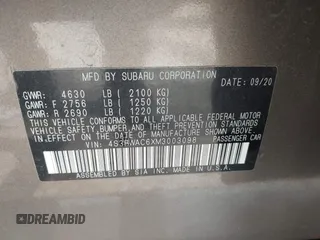 MFD BY SUBARU CORPORATION
GVWR: 4630 LB ( 2100 KG) DATE: 09/20
GAWR: F 2756 LB ( 1250 KG)
GAWR: R 2690 LB ( 1220 KG)
THIS VEHICLE CONFORMS TO ALL APPLICABLE FEDERAL MOTOR
VEHICLE SAFETY, BUMPER, AND THEFT PREVENTION STANDARDS
IN EFFECT ON THE DATE OF MANUFACTURE SHOWN ABOVE.
VIN: PASSENGER CAR
ASSEMBLED BY SIA, INC. IN U.S.A.
DREAMBID